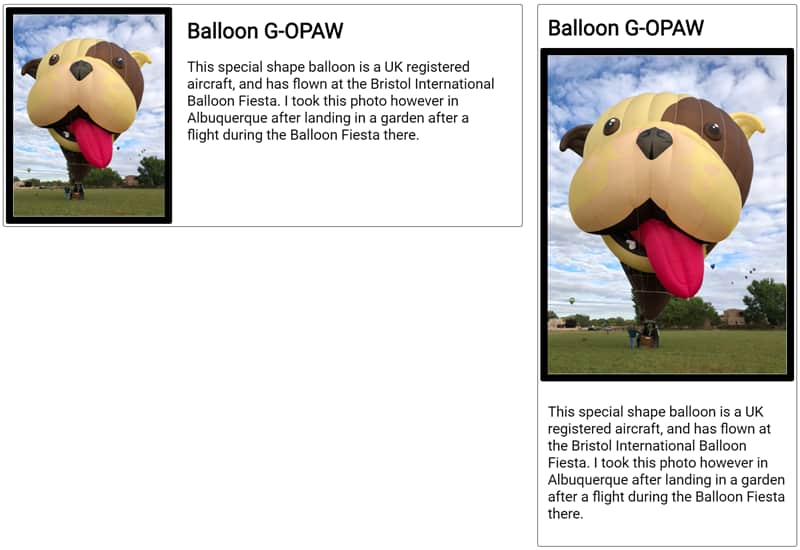 Balloon G-OPAW
This special shape balloon is a UK registered
aircraft, and has flown at the Bristol International
Balloon Fiesta. I took this photo however in
Albuquerque after landing in a garden after a
flight during the Balloon Fiesta there.
Balloon G-OPAW
This special shape balloon is a UK
registered aircraft, and has flown at
the Bristol International Balloon
Fiesta. I took this photo however in
Albuquerque after landing in a garden
after a flight during the Balloon Fiesta
there.